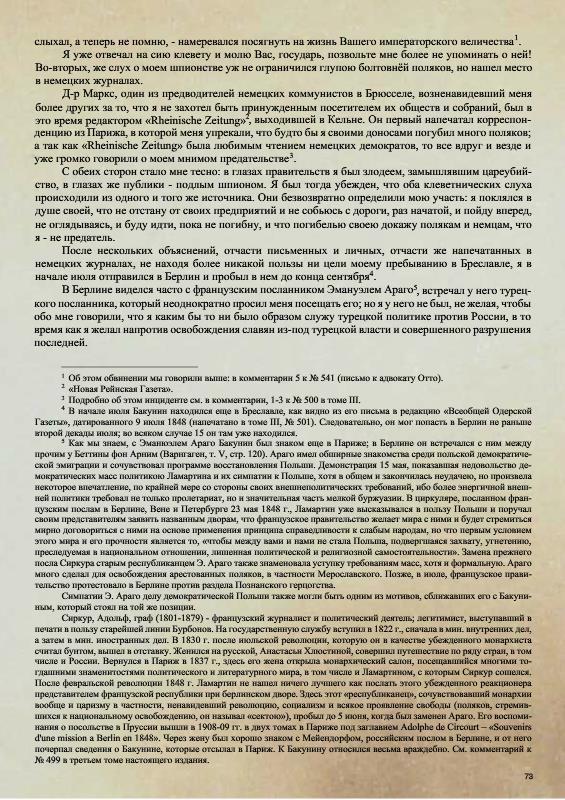 слыхал, а теперь не помню, - намеревался посягнуть на жизнь Вашего императорского величества¹.
Я уже отвечал на сию клевету и молю Вас, государь, позвольте мне более не упоминать о ней!
Во-вторых, же слух о моем шпионстве уж не ограничился глупою болтовнёй поляков, но нашел место
в немецких журналах.
Д-р Маркс, один из предводителей немецких коммунистов в Брюсселе, возненавидевший меня
более других за то, что я не захотел быть принужденным посетителем их обществ и собраний, был в
это время редактором «Rheinische Zeitung»², выходившей в Кельне. Он первый напечатал корреспон-
денцию из Парижа, в которой меня упрекали, что будто бы я своими доносами погубил много поляков;
а так как «Rheinische Zeitung» была любимым чтением немецких демократов, то все вдруг и везде и
уже громко говорили о моем мнимом предательстве³.
С обеих сторон стало мне тесно: в глазах правительств я был злодеем, замышлявшим цареубий-
ство, в глазах же публики - подлым шпионом. Я был тогда убежден, что оба клеветнических слуха
происходили из одного и того же источника. Они безвозвратно определили мою участь: я поклялся в
душе своей, что не отстану от своих предприятий и не собьюсь с дороги, раз начатой, и пойду вперед,
не оглядываясь, и буду идти, пока не погибну, и что погибелью своею докажу полякам и немцам, что
я - не предатель.
После нескольких объяснений, отчасти письменных и личных, отчасти же напечатанных в
немецких журналах, не находя более никакой пользы ни цели моему пребыванию в Бреславле, я в
начале июля отправился в Берлин и пробыл в нем до конца сентября⁴.
В Берлине виделся часто с французским посланником Эмануэлем Араго⁵, встречал у него турец-
кого посланника, который неоднократно просил меня посещать его; но я у него не был, не желая, чтобы
обо мне говорили, что я каким бы то ни было образом служу турецкой политике против России, в то
время как я желал напротив освобождения славян из-под турецкой власти и совершенного разрушения
последней.
¹ Об этом обвинении мы говорили выше: в комментарии 5 к № 541 (письмо к адвокату Отто).
² «Новая Рейнская Газета».
³ Подробно об этом инциденте см. в комментарии, 1-3 к № 500 в томе III.
⁴ В начале июля Бакунин находился еще в Бреславле, как видно из его письма в редакцию «Всеобщей Одерской
Газеты», датированного 9 июля 1848 (напечатано в томе III, № 501). Следовательно, он мог попасть в Берлин не раньше
второй декады июля; во всяком случае 15 он там уже находился.
⁵ Как мы знаем, с Эмануэлем Араго Бакунин был знаком еще в Париже; в Берлине он встречался с ним между
прочим у Беттины фон Арним (Варнгаген, т. V, стр. 120). Араго имел обширные знакомства среди польской демократи-
ческой эмиграции и сочувствовал программе восстановления Польши. Демонстрация 15 мая, показавшая недовольство де-
мократических масс политикою Ламартина и их симпатии к Польше, хотя в общем и закончилась неудачею, но произвела
некоторое впечатление, по крайней мере со стороны своих внешнеполитических требований, ибо более энергичной внеш-
ней политики требовал не только пролетариат, но и значительная часть мелкой буржуазии. В циркуляре, посланном фран-
цузским послам в Берлине, Вене и Петербурге 23 мая 1848 г., Ламартин уже высказывался в пользу Польши и поручал
своим представителям заявить названным дворам, что французское правительство желает мира с ними и будет стремиться
мирно договориться с ними на основе применения принципа справедливости к слабым народам, но что первым условием
этого мира и его прочности является то, «чтобы между вами и нами не стала Польша, подвергшаяся захвату, угнетению,
преследуемая в национальном отношении, лишенная политической и религиозной самостоятельности». Замена прежнего
посла Сиркура старым республиканцем Э. Араго также знаменовала уступку требованиям масс, хотя и формальную. Араго
много сделал для освобождения арестованных поляков, в частности Мерославского. Позже, в июле, французское прави-
тельство протестовало в Берлине против раздела Познанского герцогства.
Симпатии Э. Араго делу демократической Польши также могли быть одним из мотивов, сближавших его с Бакуни-
ным, который стоял на той же позиции.
Сиркур, Адольф, граф (1801-1879) - французский журналист и политический деятель; легитимист, выступавший в
печати в пользу старейшей линии Бурбонов. На государственную службу вступил в 1822 г., сначала в мин. внутренних дел,
а затем в мин. иностранных дел. В 1830 г. после июльской революции, которую он в качестве убежденного монархиста
считал бунтом, вышел в отставку. Женился на русской, Анастасьи Хлюстиной, совершил путешествие по ряду стран, в том
числе и России. Вернулся в Париж в 1837 г., здесь его жена открыла монархический салон, посещавшийся многими то-
гдашними знаменитостями политического и литературного мира, в том числе и Ламартином, с которым Сиркур сошелся.
После февральской революции 1848 г. Ламартин не нашел ничего лучшего как послать этого убежденного реакционера
представителем французской республики при берлинском дворе. Здесь этот «республиканец», сочувствовавший монархии
вообще и царизму в частности, ненавидевший революцию, социализм и всякое проявление свободы (поляков, стремив-
шихся к национальному освобождению, он называл «сектою»), пробыл до 5 июня, когда был заменен Араго. Его воспоми-
нания о посольстве в Пруссии вышли в 1908-09 гг. в двух томах в Париже под заглавием Adolphe de Circourt – «Souvenirs
d'une mission a Berlin en 1848». Через жену был хорошо знаком с Мейендорфом, российским послом в Берлине, и от него
почерпал сведения о Бакунине, которые отсылал в Париж. К Бакунину относился весьма враждебно. См. комментарий к
№ 499 в третьем томе настоящего издания.
73